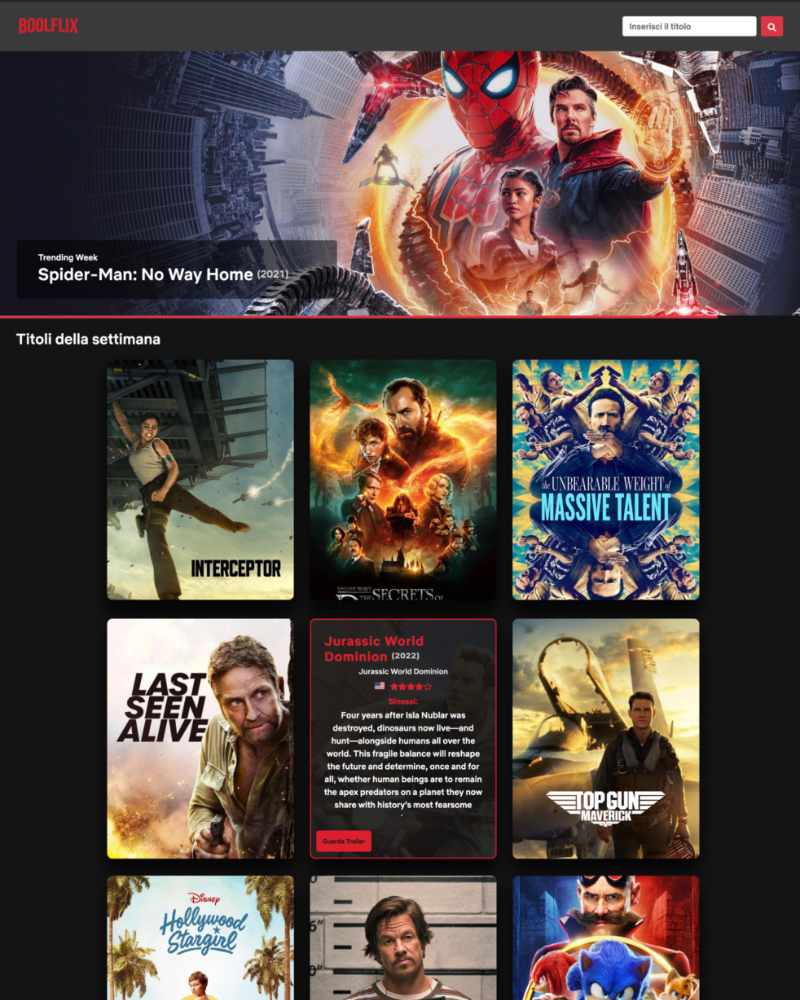 BOOLFLIX
Inserisci il titolo
Trending Week
Spider-Man: No Way Home (2021)
Titoli della settimana
INTERCEPTOR
THE SECRETS OF
the UNBEARABLE WEIGHT of
MASSIVE TALENT
LAST
SEEN
ALIVE
Jurassic World
Dominion (2022)
Jurassic World Dominion
Sinossi:
Four years after Isla Nublar was
destroyed, dinosaurs now live—and
hunt—alongside humans all over the
world. This fragile balance will reshape
the future and determine, once and for
all, whether human beings are to remain
the apex predators on a planet they now
share with history's most fearsome
Guarda Trailer
TOP GUN
MAVERICK
Disney
Hollywood
Stargirl
6"
0"